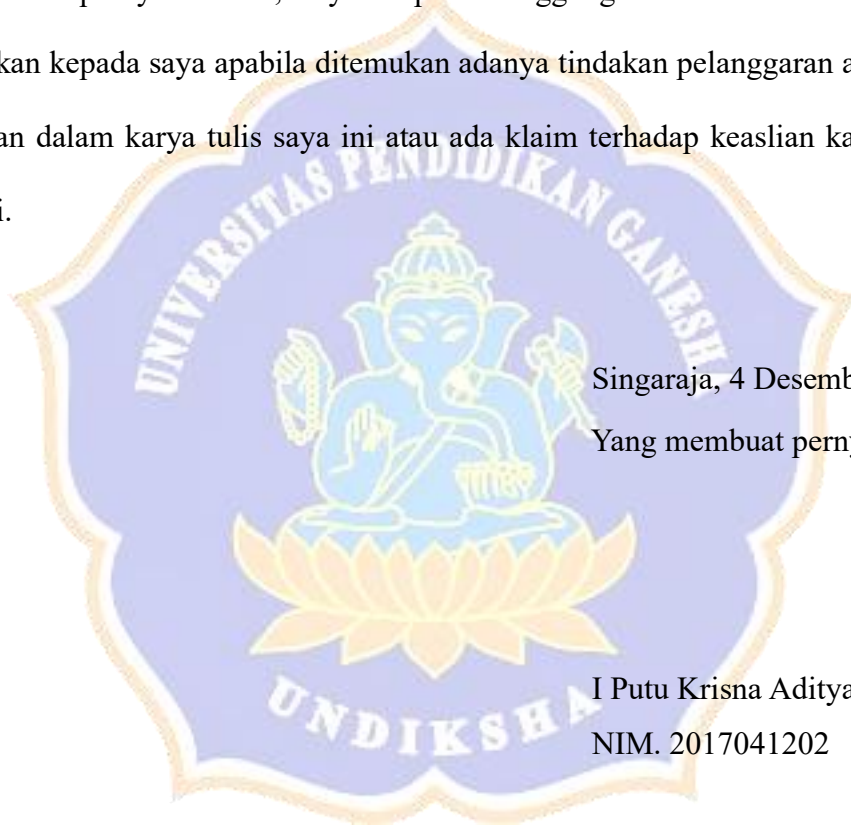 kan kepada saya apabila ditemukan adanya tindakan pelanggaran a
an dalam karya tulis saya ini atau ada klaim terhadap keaslian ka
i.
UNIVERSITAS PENDIDIKAN GANESHA
Singaraja, 4 Desemb
Yang membuat perny
I Putu Krisna Aditya
UNDIKSHA
NIM. 2017041202